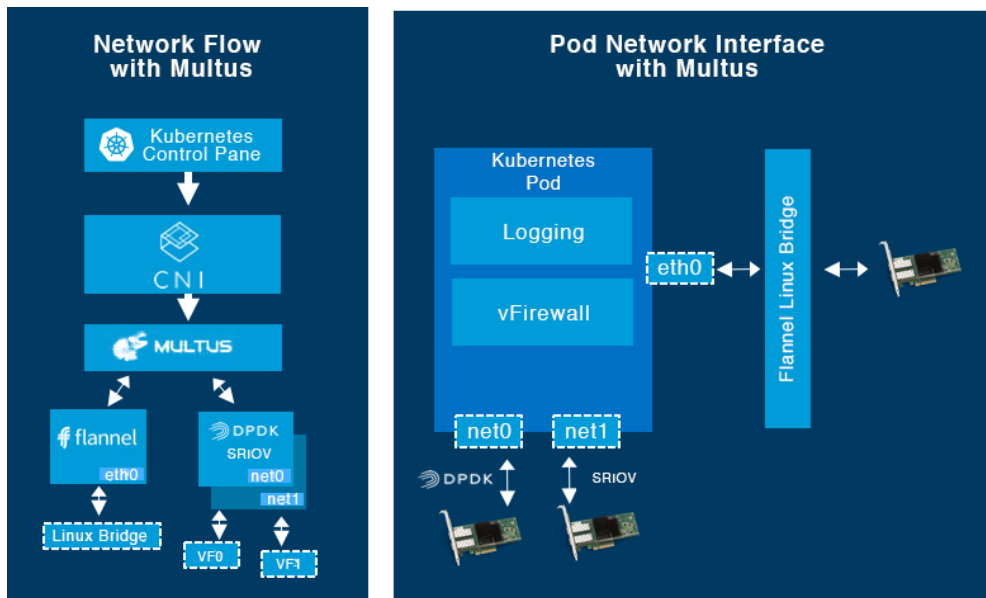 Network Flow
with Multus
Kubernetes
Control Pane
CNI
MULTUS
flannel
eth0
DPDK
SRIOV
net0
net1
Linux Bridge
VF0
VF1
Pod Network Interface
with Multus
Kubernetes
Pod
Logging
vFirewall
eth0
Flannel Linux Bridge
net0
net1
DPDK
SRIOV